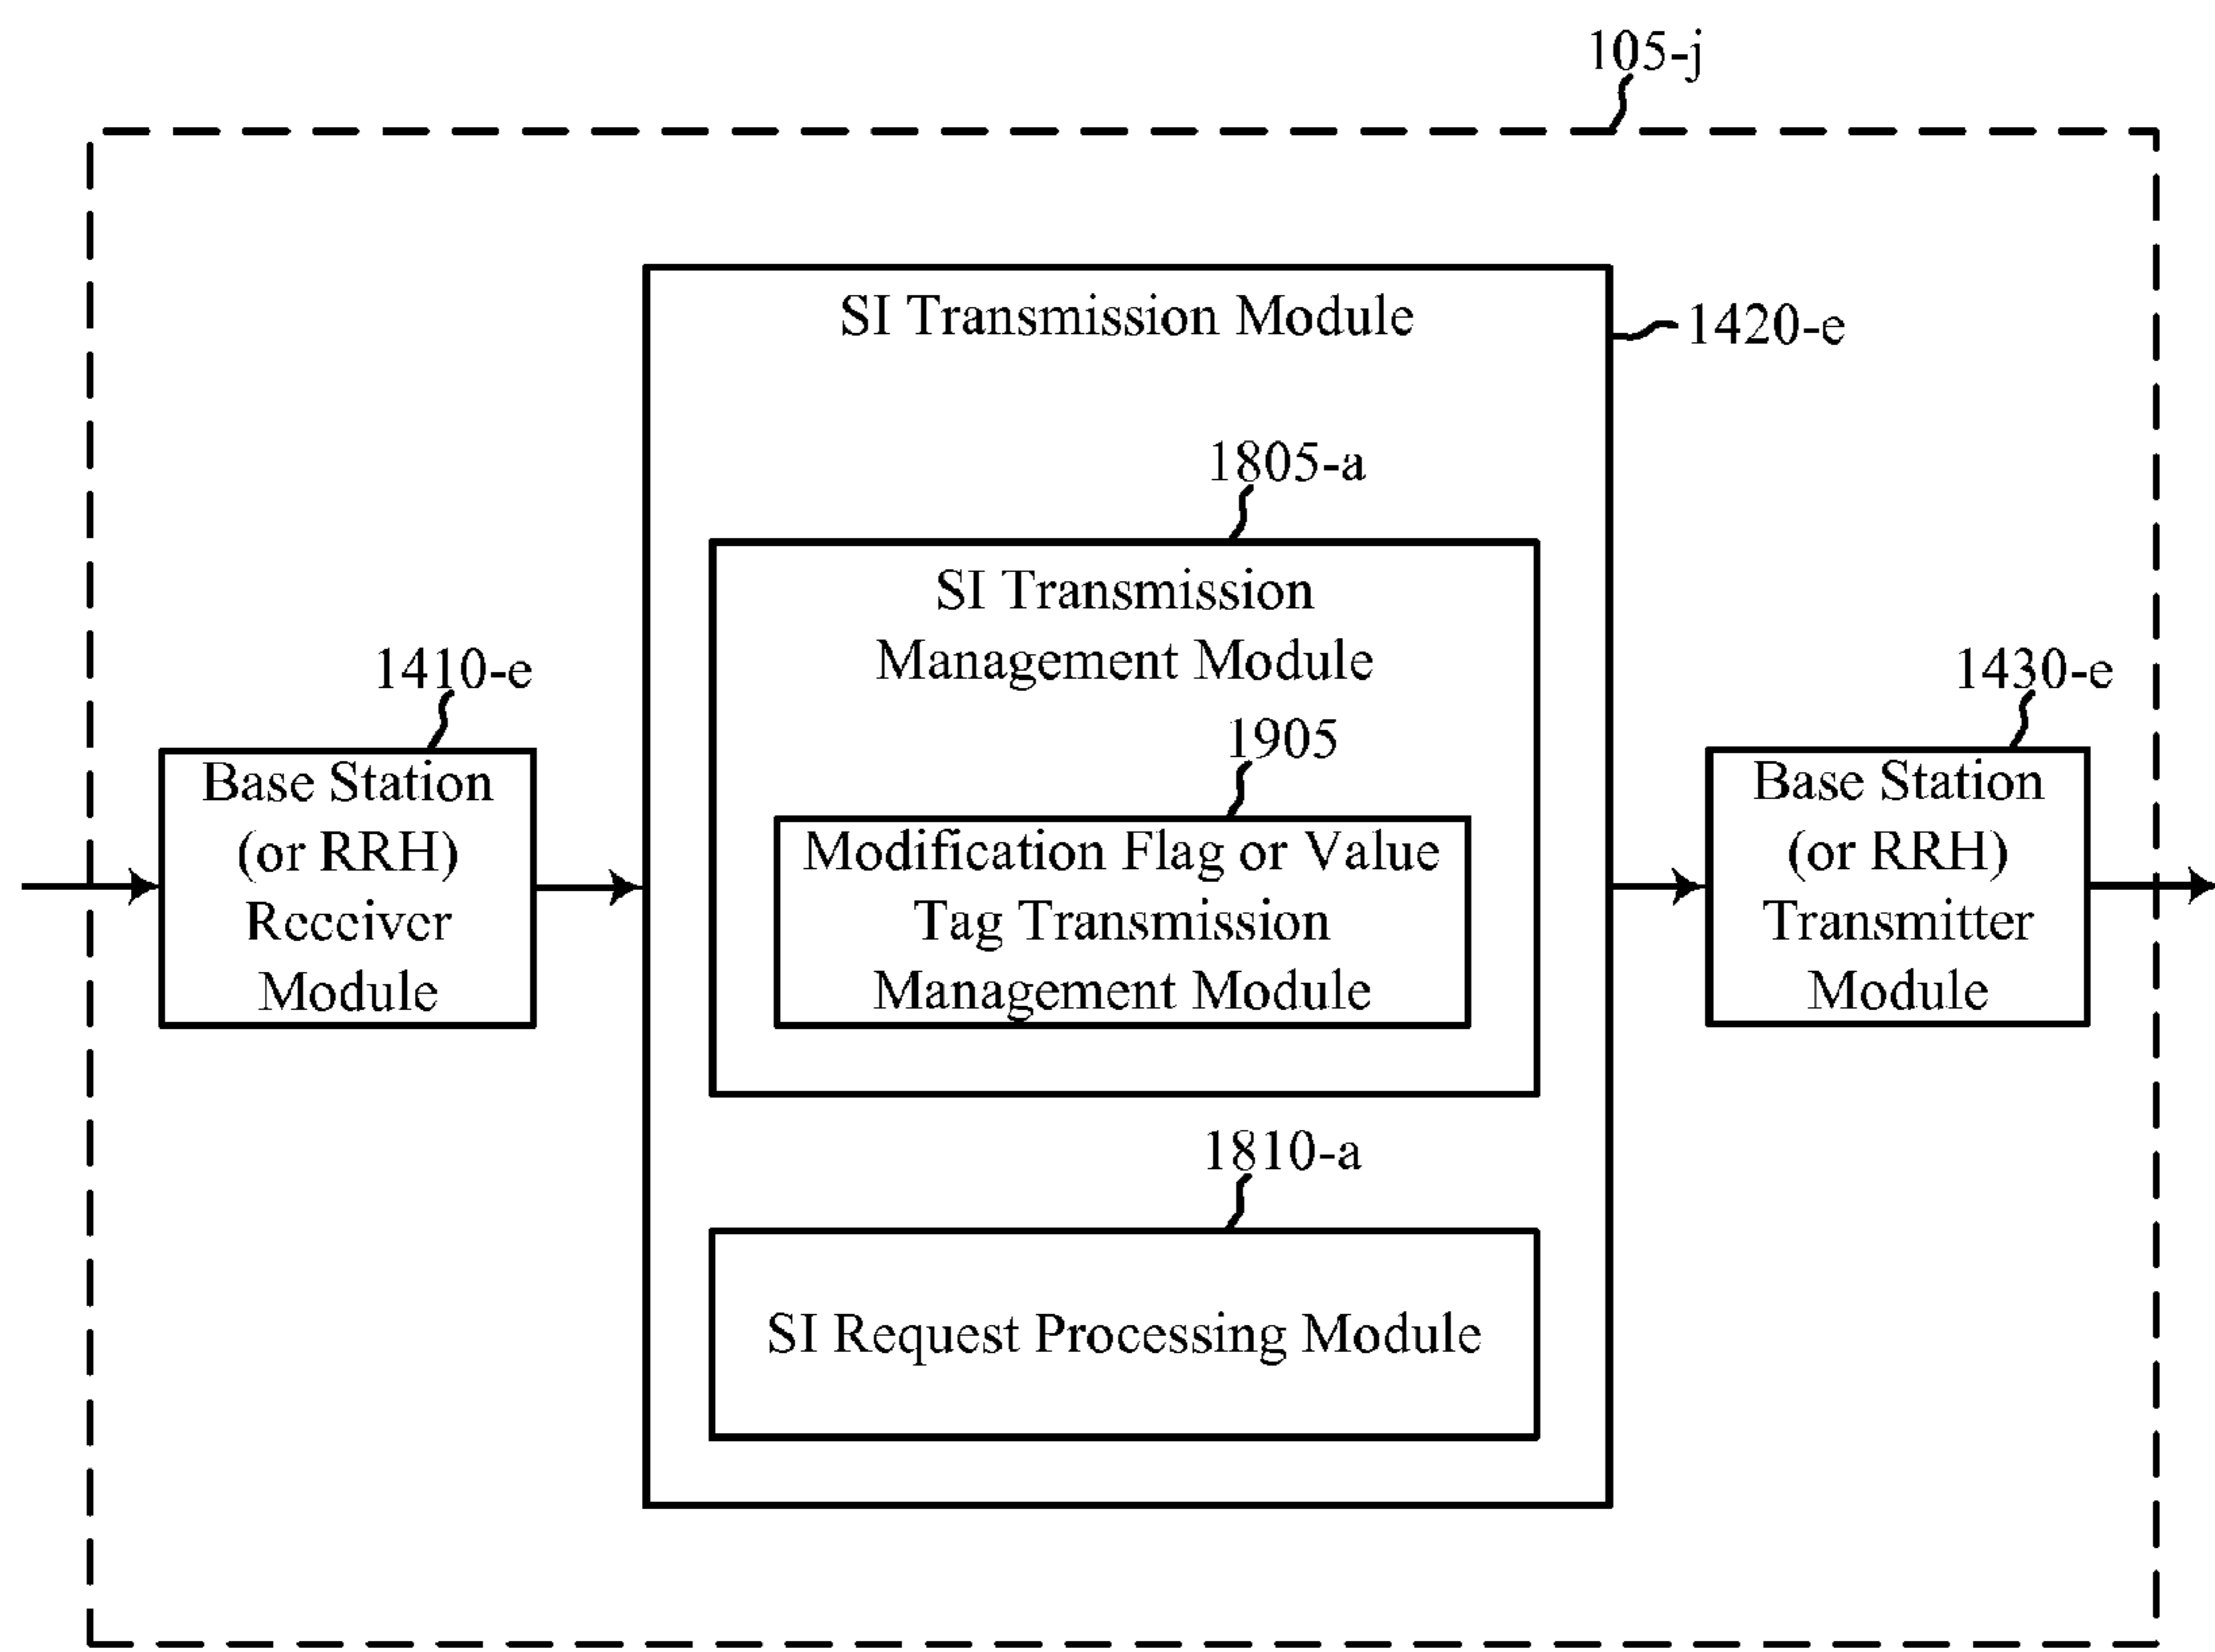 105-j
SI Transmission Module
1420-e
1805-a
SI Transmission
Management Module
1410-e
Base Station
(or RRH)
Receiver
Module
1905
Modification Flag or Value
Tag Transmission
Management Module
1430-e
Base Station
(or RRH)
Transmitter
Module
1810-a
SI Request Processing Module